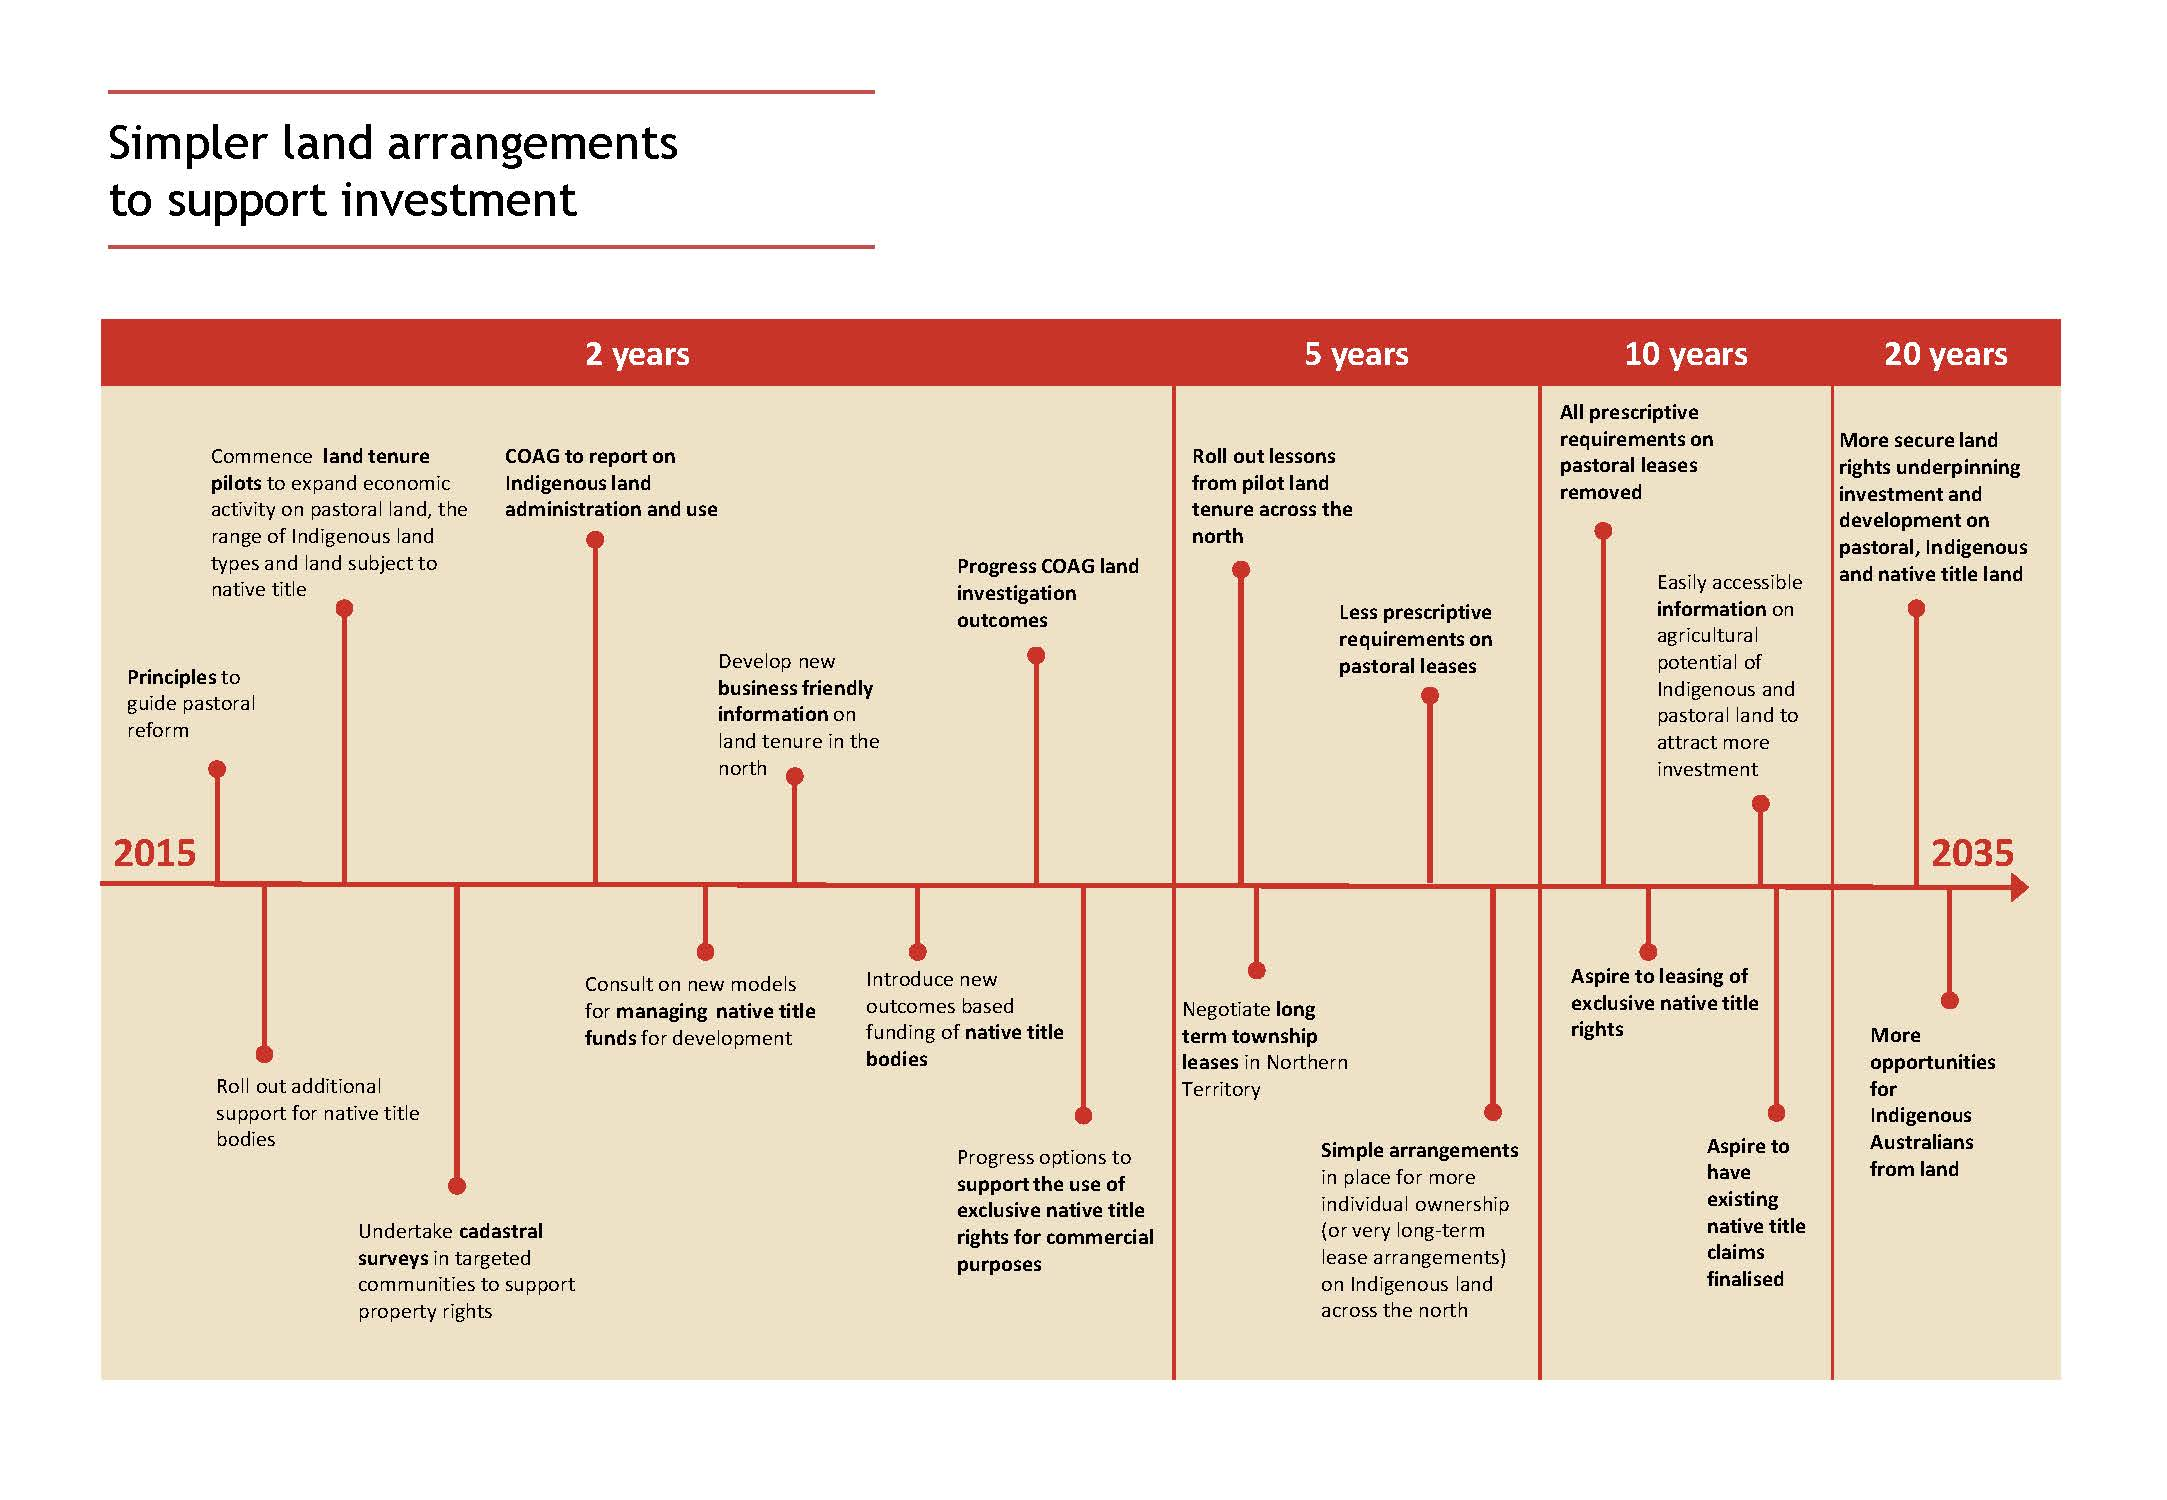 Simpler land arrangements
to support investment
2 years
5 years
10 years
20 years
Principles to
guide pastoral
reform
Commence land tenure
pilots to expand economic
activity on pastoral land, the
range of Indigenous land
types and land subject to
native title
COAG to report on
Indigenous land
administration and use
Develop new
business friendly
information on
land tenure in the
north
Progress COAG land
investigation
outcomes
Roll out lessons
from pilot land
tenure across the
north
Less prescriptive
requirements on
pastoral leases
All prescriptive
requirements on
pastoral leases
removed
Easily accessible
information on
agricultural
potential of
Indigenous and
pastoral land to
attract more
investment
More secure land
rights underpinning
investment and
development on
pastoral, Indigenous
and native title land
2015
2035
Roll out additional
support for native title
bodies
Undertake cadastral
surveys in targeted
communities to support
property rights
Consult on new models
for managing native title
funds for development
Introduce new
outcomes based
funding of native title
bodies
Progress options to
support the use of
exclusive native title
rights for commercial
purposes
Negotiate long
term township
leases in Northern
Territory
Simple arrangements
in place for more
individual ownership
(or very long-term
lease arrangements)
on Indigenous land
across the north
Aspire to leasing of
exclusive native title
rights
Aspire to
have
existing
native title
claims
finalised
More
opportunities
for
Indigenous
Australians
from land